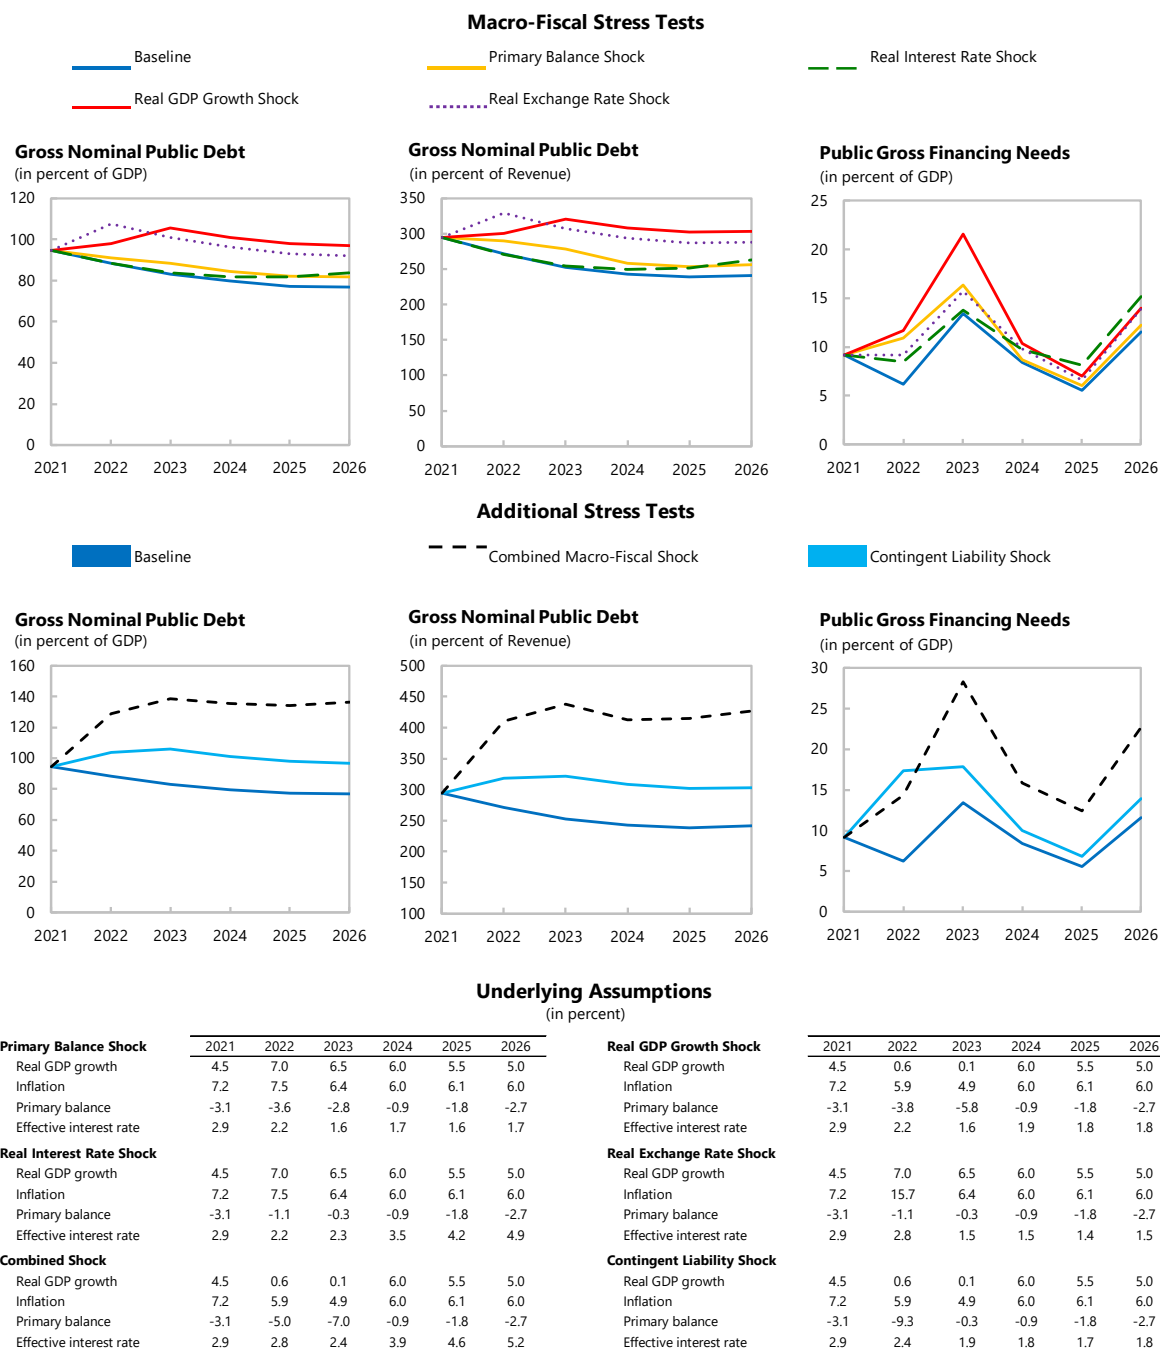 Macro-Fiscal Stress Tests
Baseline
Primary Balance Shock
Real Interest Rate Shock
Real GDP Growth Shock
Real Exchange Rate Shock
Gross Nominal Public Debt
(in percent of GDP)
120
100
80
60
40
20
0
2021 2022 2023 2024 2025 2026
Gross Nominal Public Debt
(in percent of Revenue)
350
300
250
200
150
100
50
0
2021 2022 2023 2024 2025 2026
Public Gross Financing Needs
(in percent of GDP)
25
20
15
10
5
0
2021 2022 2023 2024 2025 2026
Additional Stress Tests
Baseline
Combined Macro-Fiscal Shock
Contingent Liability Shock
Gross Nominal Public Debt
(in percent of GDP)
160
140
120
100
80
60
40
20
0
2021 2022 2023 2024 2025 2026
Gross Nominal Public Debt
(in percent of Revenue)
500
450
400
350
300
250
200
150
100
2021 2022 2023 2024 2025 2026
Public Gross Financing Needs
(in percent of GDP)
30
25
20
15
10
5
0
2021 2022 2023 2024 2025 2026
Underlying Assumptions
(in percent)
Primary Balance Shock 2021 2022 2023 2024 2025 2026
Real GDP growth 4.5 7.0 6.5 6.0 5.5 5.0
Inflation 7.2 7.5 6.4 6.0 6.1 6.0
Primary balance -3.1 -3.6 -2.8 -0.9 -1.8 -2.7
Effective interest rate 2.9 2.2 1.6 1.7 1.6 1.7
Real Interest Rate Shock
Real GDP growth 4.5 7.0 6.5 6.0 5.5 5.0
Inflation 7.2 7.5 6.4 6.0 6.1 6.0
Primary balance -3.1 -1.1 -0.3 -0.9 -1.8 -2.7
Effective interest rate 2.9 2.2 2.3 3.5 4.2 4.9
Combined Shock
Real GDP growth 4.5 0.6 0.1 6.0 5.5 5.0
Inflation 7.2 5.9 4.9 6.0 6.1 6.0
Primary balance -3.1 -5.0 -7.0 -0.9 -1.8 -2.7
Effective interest rate 2.9 2.8 2.4 3.9 4.6 5.2
Real GDP Growth Shock 2021 2022 2023 2024 2025 2026
Real GDP growth 4.5 0.6 0.1 6.0 5.5 5.0
Inflation 7.2 5.9 4.9 6.0 6.1 6.0
Primary balance -3.1 -3.8 -5.8 -0.9 -1.8 -2.7
Effective interest rate 2.9 2.2 1.6 1.9 1.8 1.8
Real Exchange Rate Shock
Real GDP growth 4.5 7.0 6.5 6.0 5.5 5.0
Inflation 7.2 15.7 6.4 6.0 6.1 6.0
Primary balance -3.1 -1.1 -0.3 -0.9 -1.8 -2.7
Effective interest rate 2.9 2.8 1.5 1.5 1.4 1.5
Contingent Liability Shock
Real GDP growth 4.5 0.6 0.1 6.0 5.5 5.0
Inflation 7.2 5.9 4.9 6.0 6.1 6.0
Primary balance -3.1 -9.3 -0.3 -0.9 -1.8 -2.7
Effective interest rate 2.9 2.4 1.9 1.8 1.7 1.8